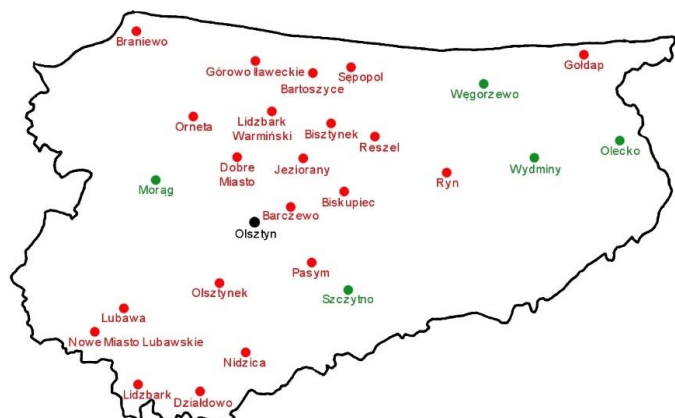 Braniewo
Górowo Iławeckie
Bartoszyce
Sępopol
Gołdap
Węgorzewo
Orneta
Lidzbark
Warmiński
Bisztynek
Reszel
Olecko
Dobre
Miasto
Jeziorany
Wydminy
Morąg
Ryn
Biskupiec
Barczewo
Olsztyn
Pasym
Olsztynek
Szczytno
Lubawa
Nowe Miasto Lubawskie
Nidzica
Lidzbark
Działdowo